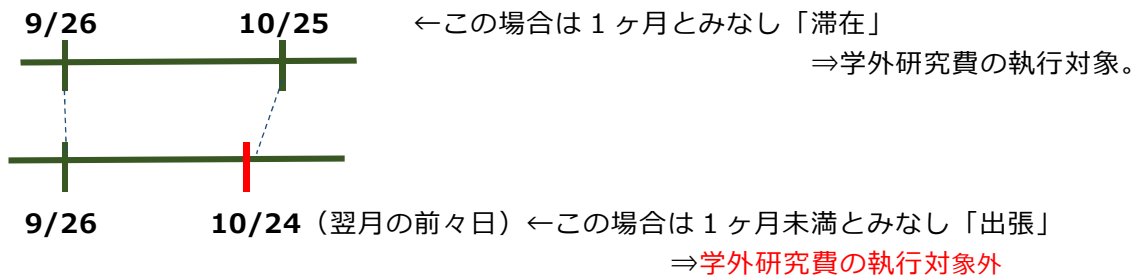 9/26 10/25 ←この場合は1ヶ月とみなし「滞在」
⇒学外研究費の執行対象。
9/26 10/24（翌月の前々日）←この場合は1ヶ月未満とみなし「出張」
⇒学外研究費の執行対象外